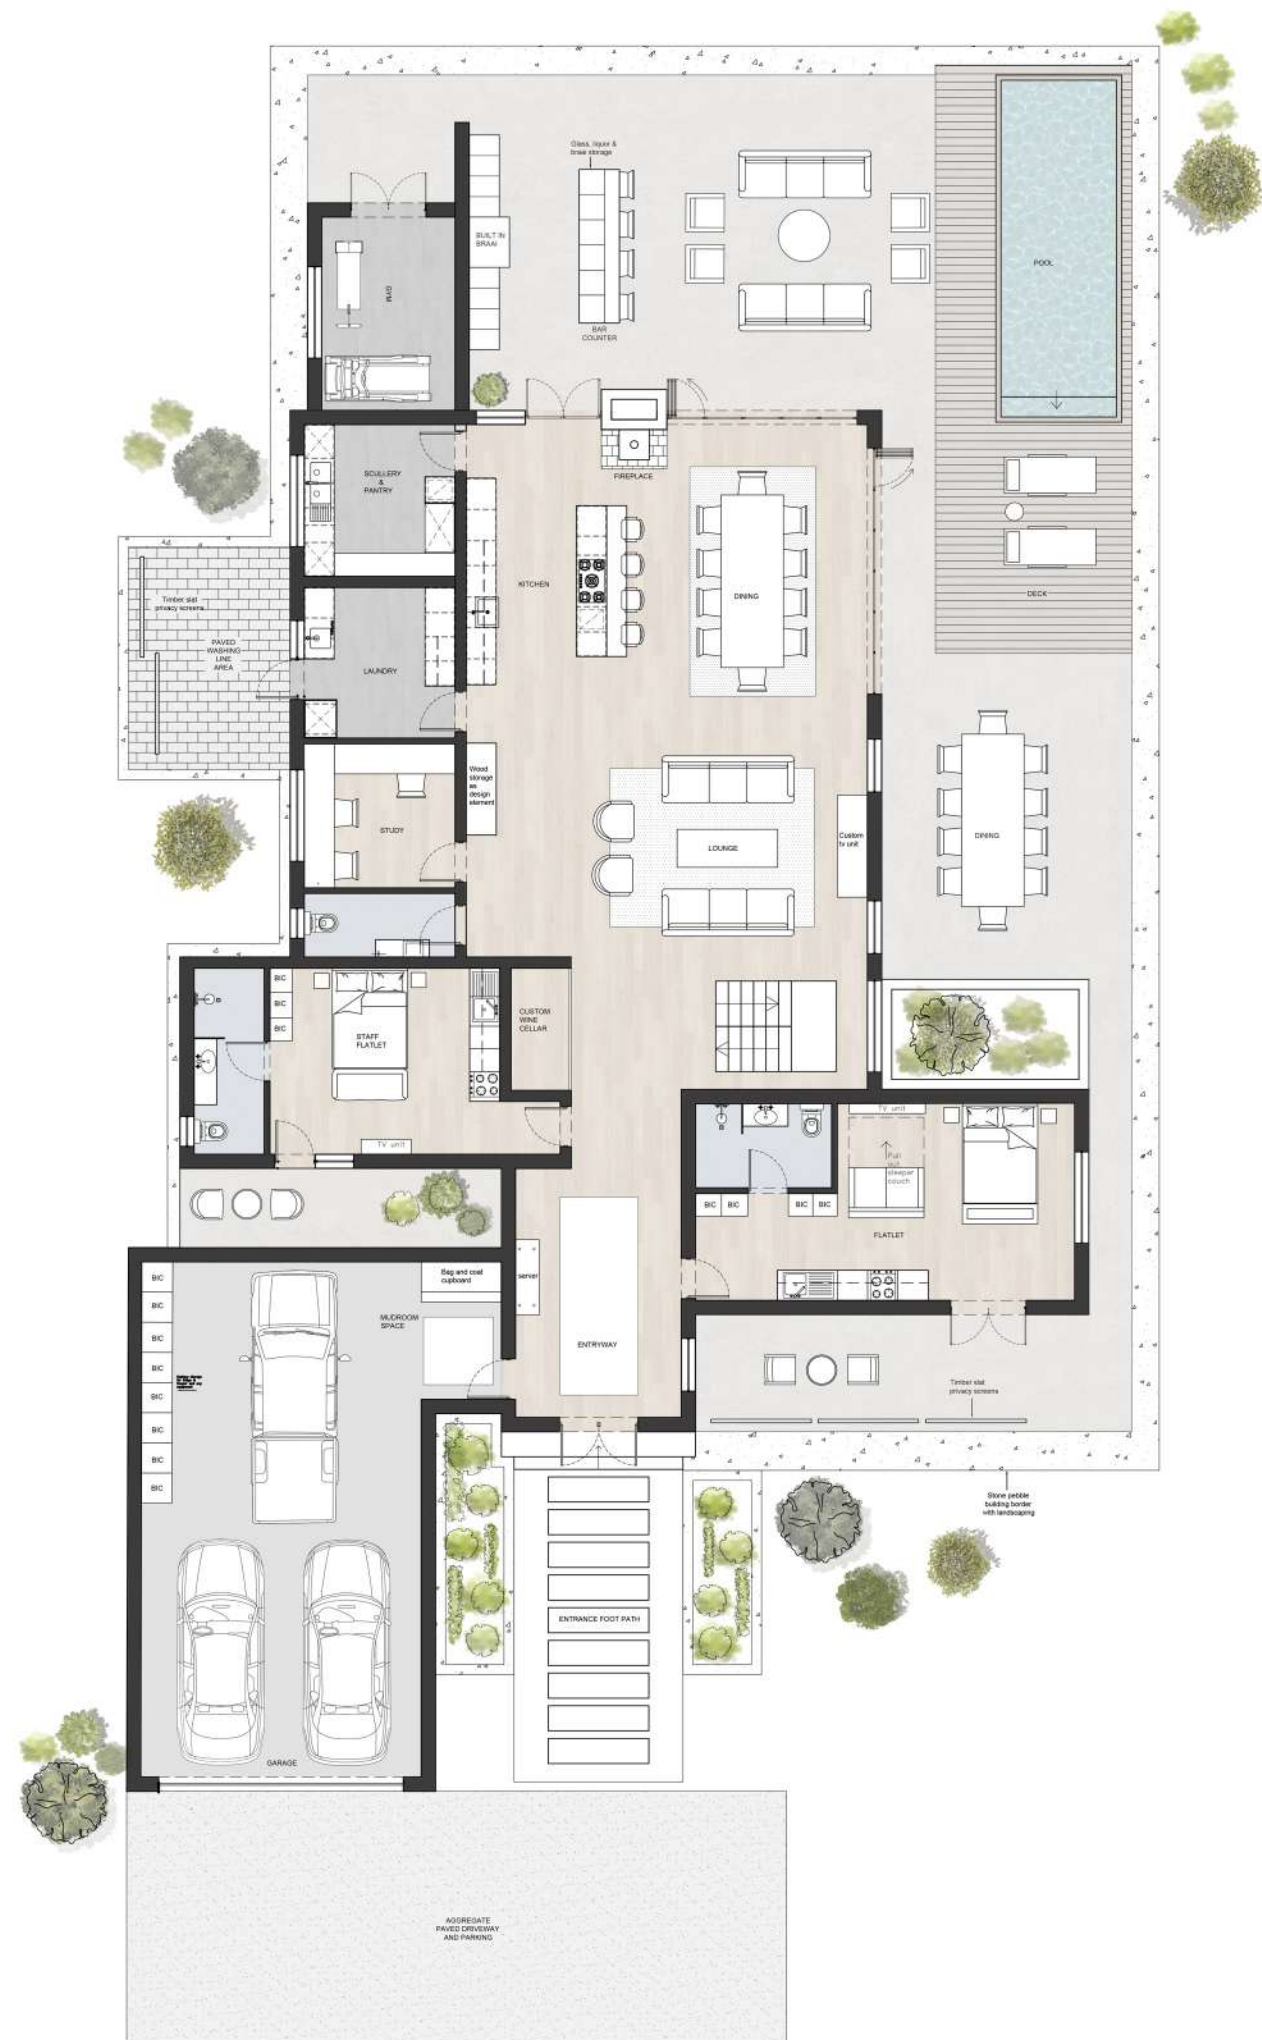 Glass, liquor &
braai storage
BUILT IN
BRAAI
GYM
BAR
COUNTER
POOL
SCULLERY
&
PANTRY
FIREPLACE
KITCHEN
DINING
DECK
Timber slat
privacy screens
PAVED
WASHING
LINE
AREA
LAUNDRY
Wood
storage
as
design
element
STUDY
LOUNGE
Custom
tv unit
DINING
BIC
BIC
BIC
STAFF
FLATLET
CUSTOM
WINE
CELLAR
TV unit
TV unit
Pull
out
sleeper
couch
BIC
BIC
BIC
BIC
FLATLET
Bag and coat
cupboard
server
MUDROOM
SPACE
ENTRYWAY
BIC
BIC
BIC
BIC
BIC
BIC
BIC
BIC
Timber slat
privacy screens
Stone pebble
building border
with landscaping
ENTRANCE FOOT PATH
GARAGE
AGGREGATE
PAVED DRIVEWAY
AND PARKING